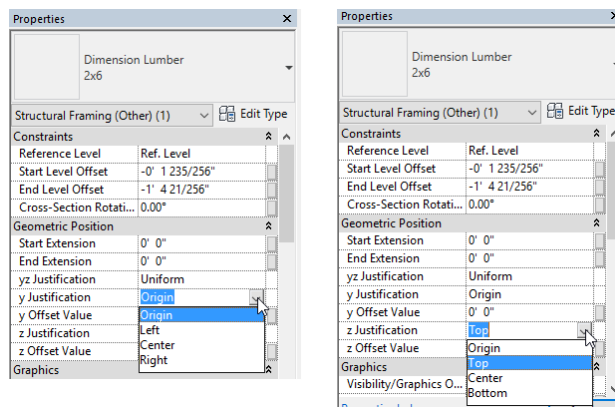 Properties
Dimension Lumber
2x6
Structural Framing (Other) (1) Edit Type
Constraints
Reference Level Ref. Level
Start Level Offset -0' 1 235/256"
End Level Offset -1' 4 21/256"
Cross-Section Rotati... 0.00°
Geometric Position
Start Extension 0' 0"
End Extension 0' 0"
yz Justification Uniform
y Justification Origin
y Offset Value Origin
Left
z Justification Center
z Offset Value Right
Graphics
Properties
Dimension Lumber
2x6
Structural Framing (Other) (1) Edit Type
Constraints
Reference Level Ref. Level
Start Level Offset -0' 1 235/256"
End Level Offset -1' 4 21/256"
Cross-Section Rotati... 0.00°
Geometric Position
Start Extension 0' 0"
End Extension 0' 0"
yz Justification Uniform
y Justification Origin
y Offset Value 0' 0"
z Justification Top
z Offset Value Origin
Graphics Top
Center
Visibility/Graphics O... Bottom